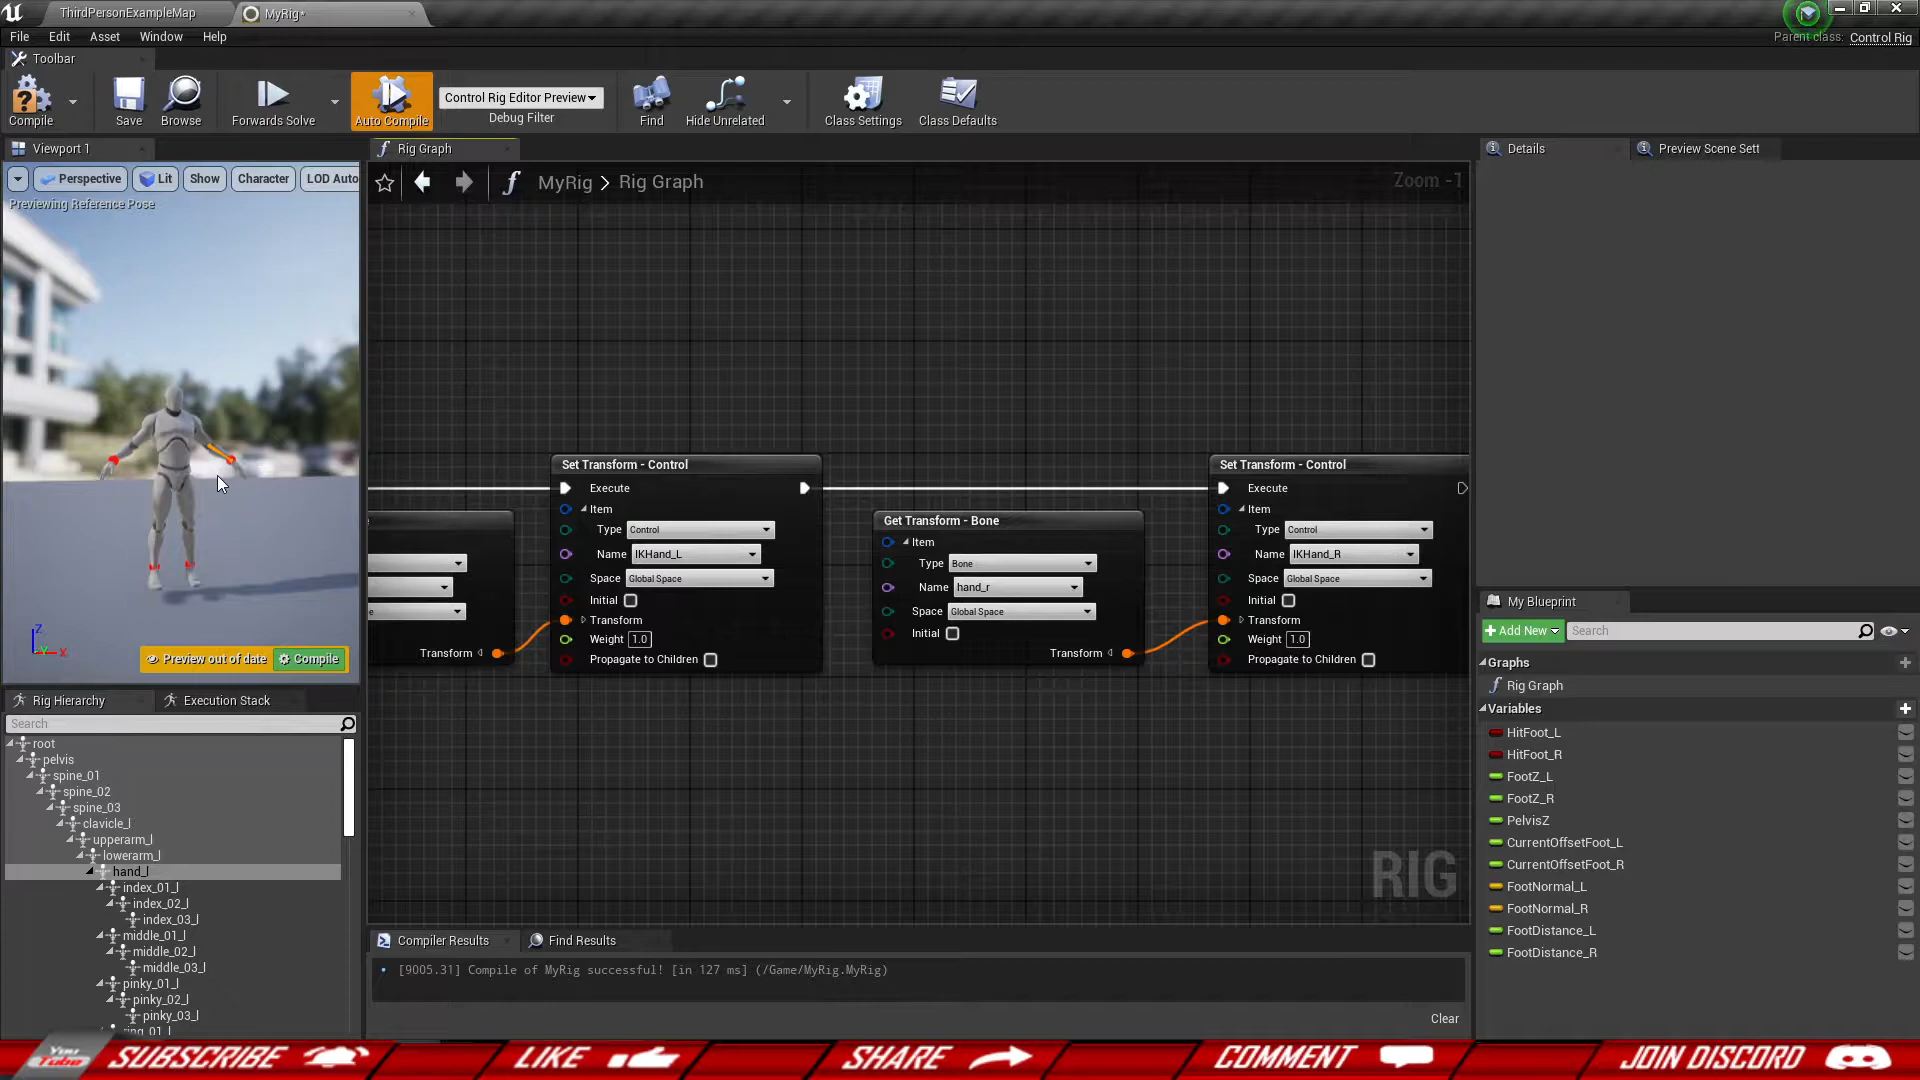 ThirdPersonExampleMap
MyRig*
File Edit Asset Window Help
Parent class: Control Rig
Toolbar
Compile
Save
Browse
Forwards Solve
Auto Compile
Control Rig Editor Preview
Debug Filter
Find
Hide Unrelated
Class Settings
Class Defaults
Viewport 1
Perspective
Lit
Show
Character
LOD Auto
Previewing Reference Pose
Z
X
Preview out of date
Compile
Rig Graph
MyRig > Rig Graph
Zoom -1
Set Transform - Control
Execute
Item
Type Control
Name IKHand_L
Space Global Space
Initial
Transform
Weight 1.0
Propagate to Children
Transform
Get Transform - Bone
Item
Type Bone
Name hand_r
Space Global Space
Initial
Transform
Set Transform - Control
Execute
Item
Type Control
Name IKHand_R
Space Global Space
Initial
Transform
Weight 1.0
Propagate to Children
RIG
Details
Preview Scene Sett
My Blueprint
Add New
Search
Graphs
Rig Graph
Variables
HitFoot_L
HitFoot_R
FootZ_L
FootZ_R
PelvisZ
CurrentOffsetFoot_L
CurrentOffsetFoot_R
FootNormal_L
FootNormal_R
FootDistance_L
FootDistance_R
Rig Hierarchy
Execution Stack
Search
root
pelvis
spine_01
spine_02
spine_03
clavicle_l
upperarm_l
lowerarm_l
hand_l
index_01_l
index_02_l
index_03_l
middle_01_l
middle_02_l
middle_03_l
pinky_01_l
pinky_02_l
pinky_03_l
ring_01_l
Compiler Results
Find Results
[9005.31] Compile of MyRig successful! [in 127 ms] (/Game/MyRig.MyRig)
Clear
You Tube
SUBSCRIBE
LIKE
SHARE
COMMENT
JOIN DISCORD